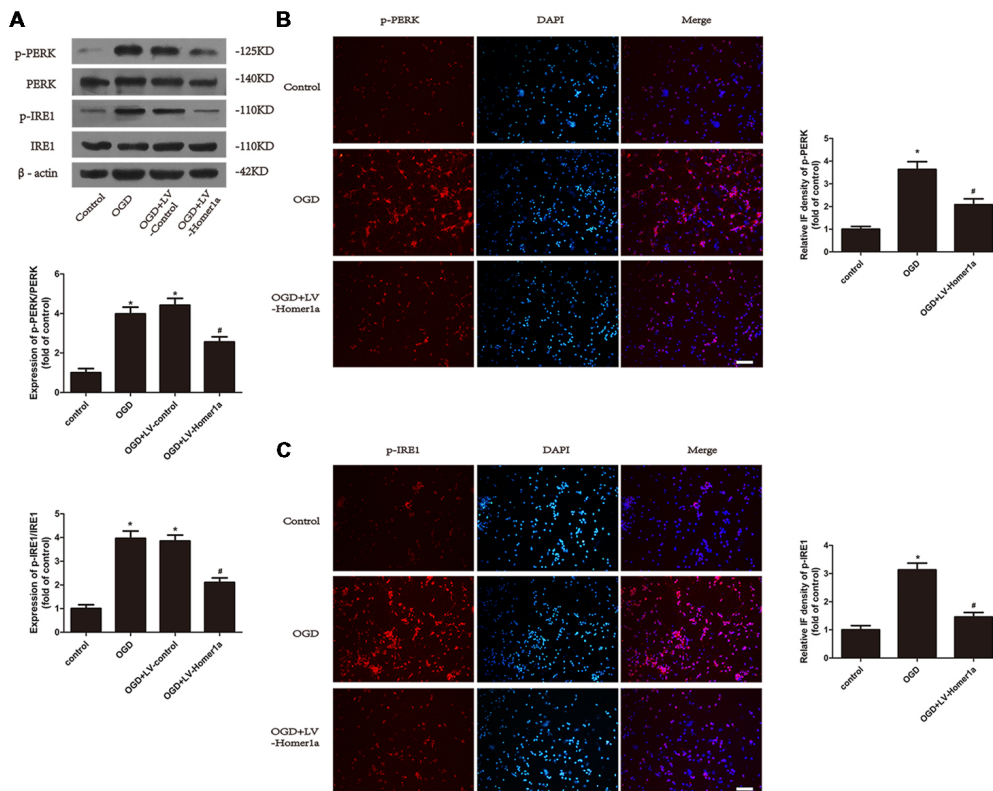 A
p-PERK
-125KD
PERK
-140KD
p-IRE1
-110KD
IRE1
-110KD
β - actin
-42KD
Control
OGD
OGD+LV
-Control
OGD+LV
-Homer1a
Expression of p-PERK/PERK
(fold of control)
6
4
2
0
*
*
#
control
OGD
OGD+LV-control
OGD+LV-Homer1a
Expression of p-IRE1/IRE1
(fold of control)
5
4
3
2
1
0
*
*
#
control
OGD
OGD+LV-control
OGD+LV-Homer1a
B
p-PERK
DAPI
Merge
Control
OGD
OGD+LV
-Homer1a
Relative IF density of p-PERK
(fold of control)
5
4
3
2
1
0
*
#
control
OGD
OGD+LV-Homer1a
C
p-IRE1
DAPI
Merge
Control
OGD
OGD+LV
-Homer1a
Relative IF density of p-IRE1
(fold of control)
4
3
2
1
0
*
#
control
OGD
OGD+LV-Homer1a